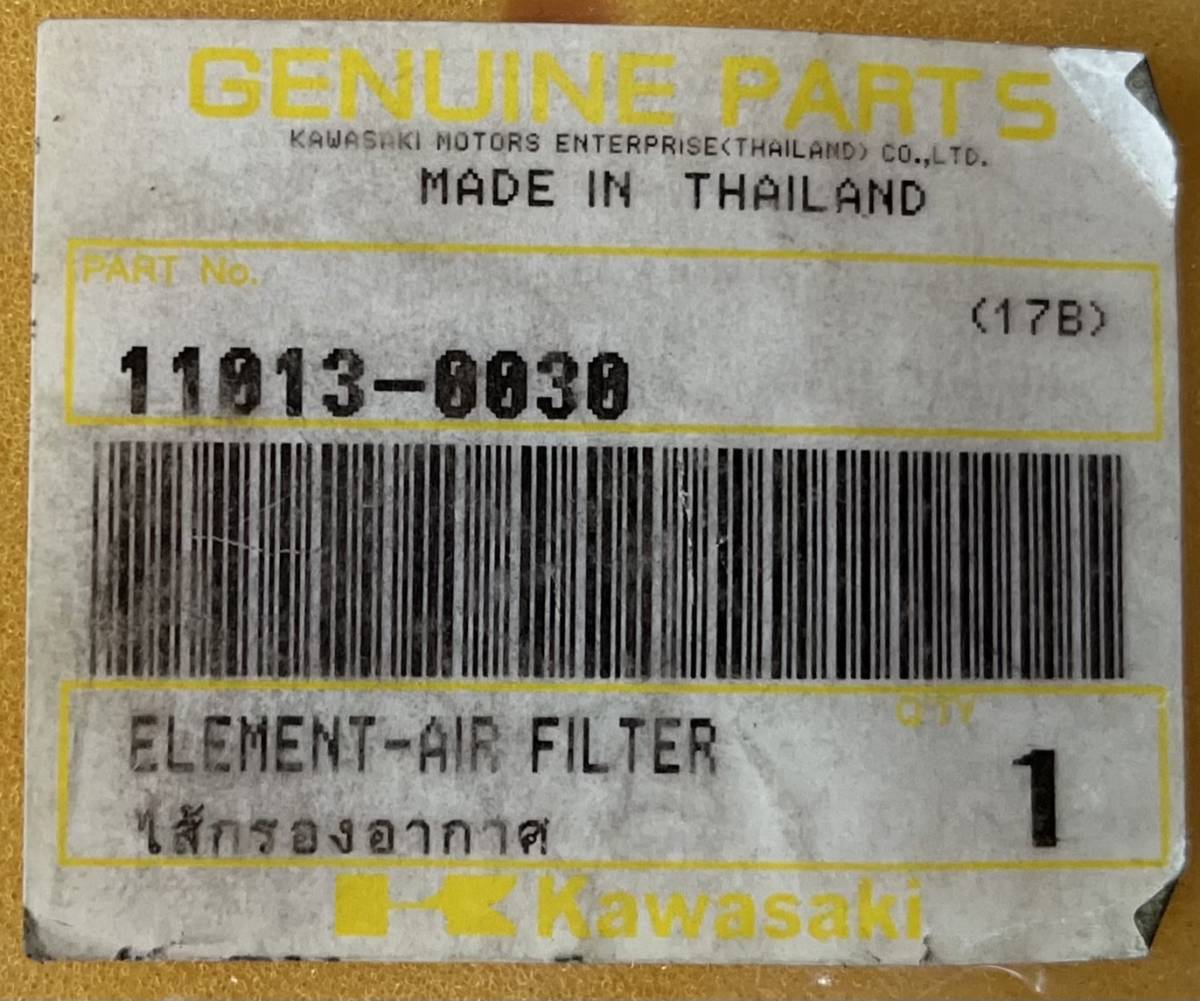 GENUINE PARTS
KAWASAKI MOTORS ENTERPRISE(THAILAND) CO.,LTD.
MADE IN THAILAND
PART No.
(17B)
11013-0030
Q'TY
ELEMENT-AIR FILTER
1
ไส้กรองอากาศ
Kawasaki